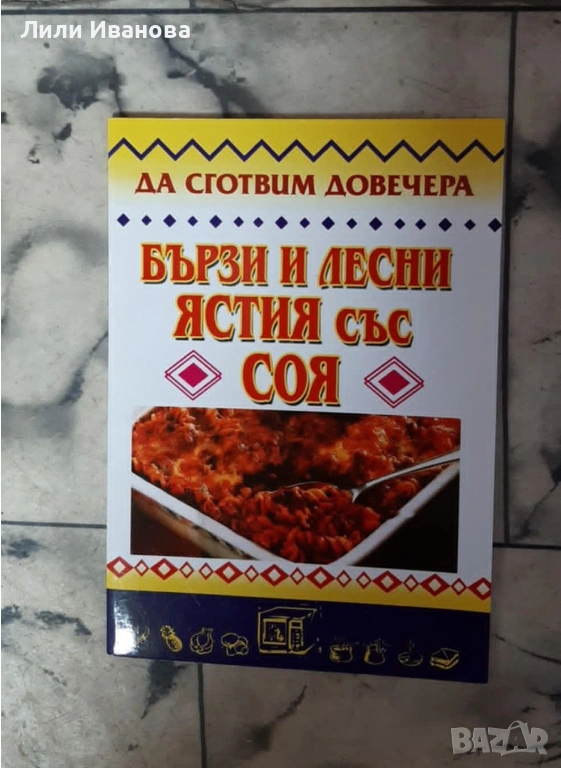 Лили Иванова
ДА СГОТВИМ ДОВЕЧЕРА
БЪРЗИ И ЛЕСНИ
ЯСТИЯ СЪС
СОЯ
BAZAR